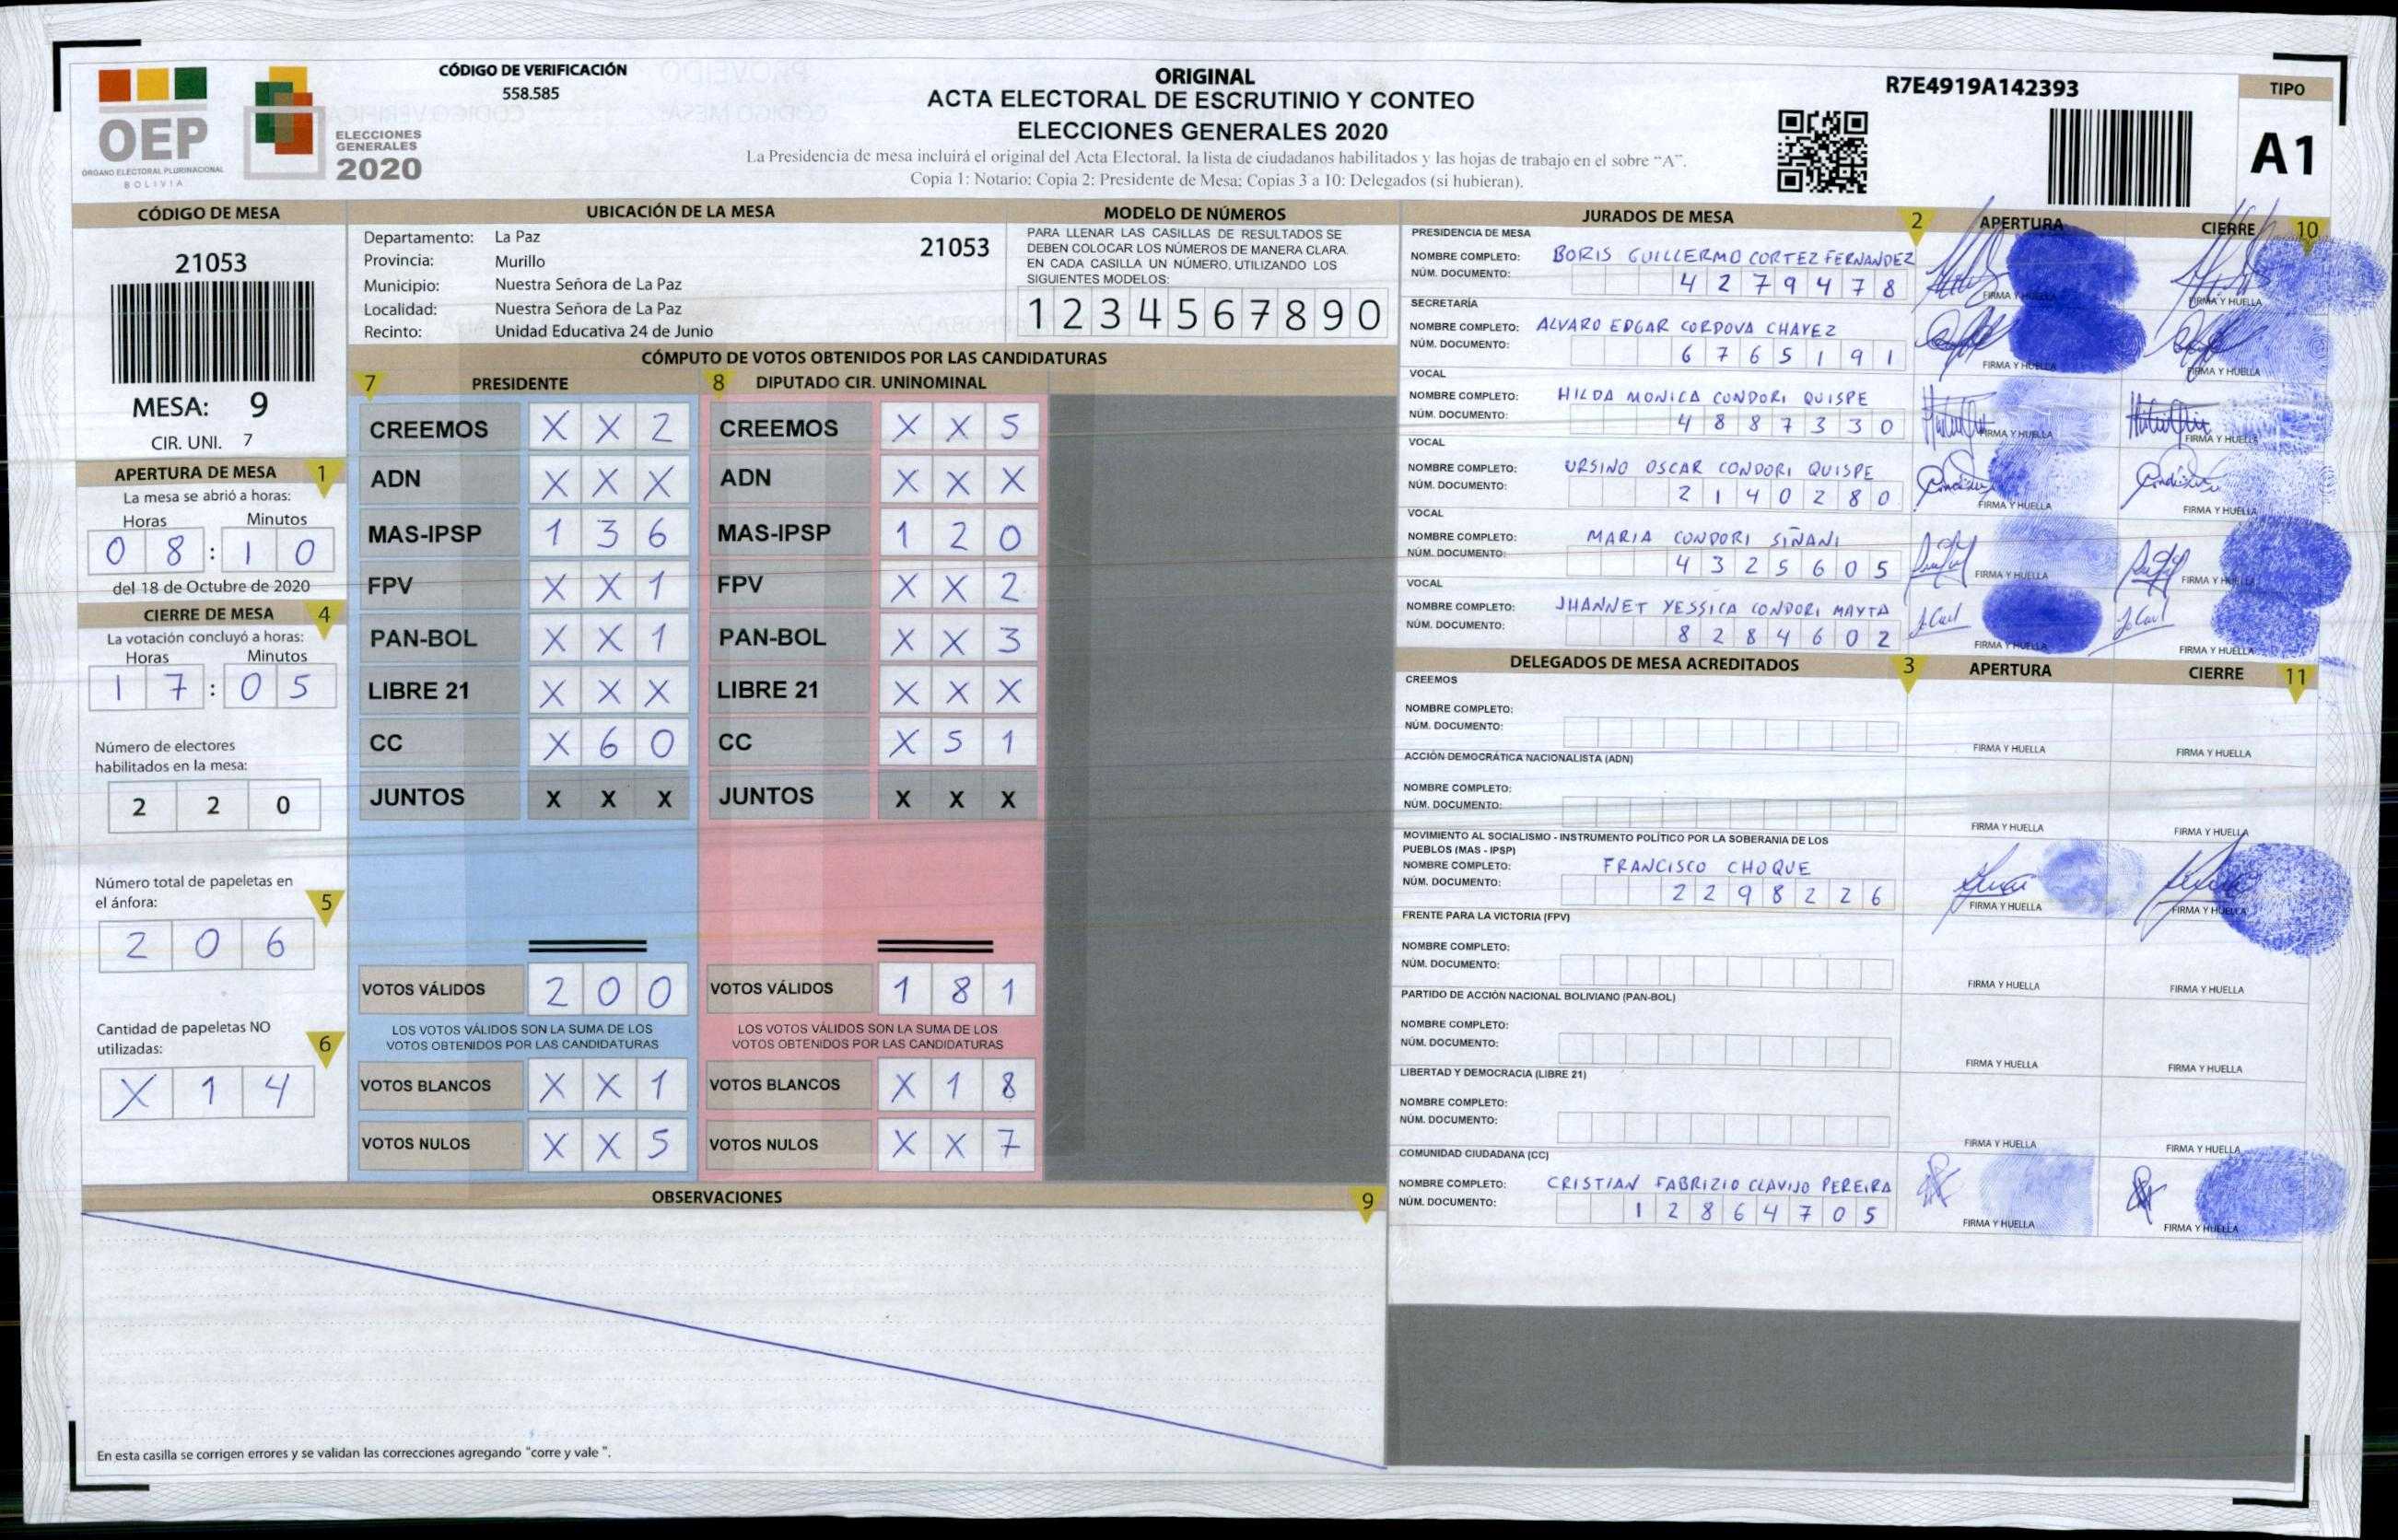 OEP
ÓRGANO ELECTORAL PLURINACIONAL
BOLIVIA
ELECCIONES
GENERALES
2020
CÓDIGO DE VERIFICACIÓN
558.585
ORIGINAL
ACTA ELECTORAL DE ESCRUTINIO Y CONTEO
ELECCIONES GENERALES 2020
La Presidencia de mesa incluirá el original del Acta Electoral, la lista de ciudadanos habilitados y las hojas de trabajo en el sobre “A”.
Copia 1: Notario; Copia 2: Presidente de Mesa; Copias 3 a 10: Delegados (si hubieran).
R7E4919A142393
TIPO
A1
CÓDIGO DE MESA
21053
MESA: 9
CIR. UNI. 7
APERTURA DE MESA 1
La mesa se abrió a horas:
Horas Minutos
0 8 : 1 0
del 18 de Octubre de 2020
CIERRE DE MESA 4
La votación concluyó a horas:
Horas Minutos
1 7 : 0 5
Número de electores
habilitados en la mesa:
2 2 0
Número total de papeletas en
el ánfora: 5
2 0 6
Cantidad de papeletas NO
utilizadas: 6
X 1 4
UBICACIÓN DE LA MESA
Departamento: La Paz 21053
Provincia: Murillo
Municipio: Nuestra Señora de La Paz
Localidad: Nuestra Señora de La Paz
Recinto: Unidad Educativa 24 de Junio
MODELO DE NÚMEROS
PARA LLENAR LAS CASILLAS DE RESULTADOS SE
DEBEN COLOCAR LOS NÚMEROS DE MANERA CLARA.
EN CADA CASILLA UN NÚMERO, UTILIZANDO LOS
SIGUIENTES MODELOS:
1 2 3 4 5 6 7 8 9 0
CÓMPUTO DE VOTOS OBTENIDOS POR LAS CANDIDATURAS
7 PRESIDENTE 8 DIPUTADO CIR. UNINOMINAL
CREEMOS X X 2 CREEMOS X X 5
ADN X X X ADN X X X
MAS-IPSP 1 3 6 MAS-IPSP 1 2 0
FPV X X 1 FPV X X 2
PAN-BOL X X 1 PAN-BOL X X 3
LIBRE 21 X X X LIBRE 21 X X X
CC X 6 0 CC X 5 1
JUNTOS X X X JUNTOS X X X
VOTOS VÁLIDOS 2 0 0 VOTOS VÁLIDOS 1 8 1
LOS VOTOS VÁLIDOS SON LA SUMA DE LOS LOS VOTOS VÁLIDOS SON LA SUMA DE LOS
VOTOS OBTENIDOS POR LAS CANDIDATURAS VOTOS OBTENIDOS POR LAS CANDIDATURAS
VOTOS BLANCOS X X 1 VOTOS BLANCOS X 1 8
VOTOS NULOS X X 5 VOTOS NULOS X X 7
OBSERVACIONES 9
En esta casilla se corrigen errores y se validan las correcciones agregando "corre y vale ".
JURADOS DE MESA 2 APERTURA CIERRE 10
PRESIDENCIA DE MESA
NOMBRE COMPLETO: BORIS GUILLERMO CORTEZ FERNANDEZ
NÚM. DOCUMENTO: 4 2 7 9 4 7 8
FIRMA Y HUELLA FIRMA Y HUELLA
SECRETARÍA
NOMBRE COMPLETO: ALVARO EDGAR CORDOVA CHAVEZ
NÚM. DOCUMENTO: 6 7 6 5 1 9 1
FIRMA Y HUELLA FIRMA Y HUELLA
VOCAL
NOMBRE COMPLETO: HILDA MONICA CONDORI QUISPE
NÚM. DOCUMENTO: 4 8 8 7 3 3 0
FIRMA Y HUELLA FIRMA Y HUELLA
VOCAL
NOMBRE COMPLETO: URSINO OSCAR CONDORI QUISPE
NÚM. DOCUMENTO: 2 1 4 0 2 8 0
FIRMA Y HUELLA FIRMA Y HUELLA
VOCAL
NOMBRE COMPLETO: MARIA CONDORI SIÑANI
NÚM. DOCUMENTO: 4 3 2 5 6 0 5
FIRMA Y HUELLA FIRMA Y HUELLA
VOCAL
NOMBRE COMPLETO: JHANNET YESSICA CONDORI MAYTA
NÚM. DOCUMENTO: 8 2 8 4 6 0 2
FIRMA Y HUELLA FIRMA Y HUELLA
DELEGADOS DE MESA ACREDITADOS 3 APERTURA CIERRE 11
CREEMOS
NOMBRE COMPLETO:
NÚM. DOCUMENTO:
FIRMA Y HUELLA FIRMA Y HUELLA
ACCIÓN DEMOCRÁTICA NACIONALISTA (ADN)
NOMBRE COMPLETO:
NÚM. DOCUMENTO:
FIRMA Y HUELLA FIRMA Y HUELLA
MOVIMIENTO AL SOCIALISMO - INSTRUMENTO POLÍTICO POR LA SOBERANIA DE LOS
PUEBLOS (MAS - IPSP)
NOMBRE COMPLETO: FRANCISCO CHOQUE
NÚM. DOCUMENTO: 2 2 9 8 2 2 6
FIRMA Y HUELLA FIRMA Y HUELLA
FRENTE PARA LA VICTORIA (FPV)
NOMBRE COMPLETO:
NÚM. DOCUMENTO:
FIRMA Y HUELLA FIRMA Y HUELLA
PARTIDO DE ACCIÓN NACIONAL BOLIVIANO (PAN-BOL)
NOMBRE COMPLETO:
NÚM. DOCUMENTO:
FIRMA Y HUELLA FIRMA Y HUELLA
LIBERTAD Y DEMOCRACIA (LIBRE 21)
NOMBRE COMPLETO:
NÚM. DOCUMENTO:
FIRMA Y HUELLA FIRMA Y HUELLA
COMUNIDAD CIUDADANA (CC)
NOMBRE COMPLETO: CRISTIAN FABRIZIO CLAVIJO PEREIRA
NÚM. DOCUMENTO: 1 2 8 6 4 7 0 5
FIRMA Y HUELLA FIRMA Y HUELLA